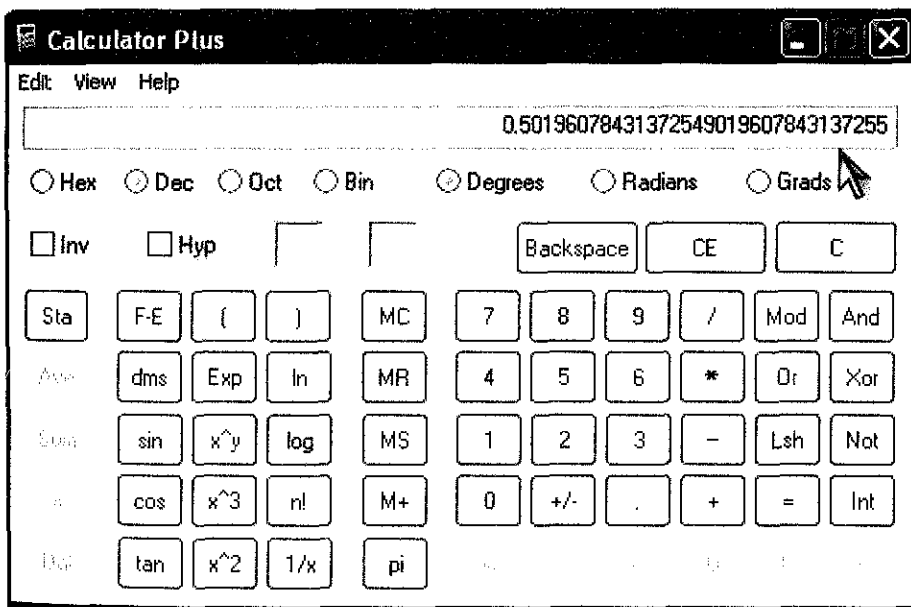 Calculator Plus
Edit View Help
0.50196078431372549019607843137255
Hex Dec Oct Bin Degrees Radians Grads
Inv Hyp Backspace CE C
Sta F-E ( ) MC 7 8 9 / Mod And
Ave dms Exp ln MR 4 5 6 * Or Xor
Sum sin x^y log MS 1 2 3 - Lsh Not
cos x^3 n! M+ 0 +/- . + = Int
tan x^2 1/x pi